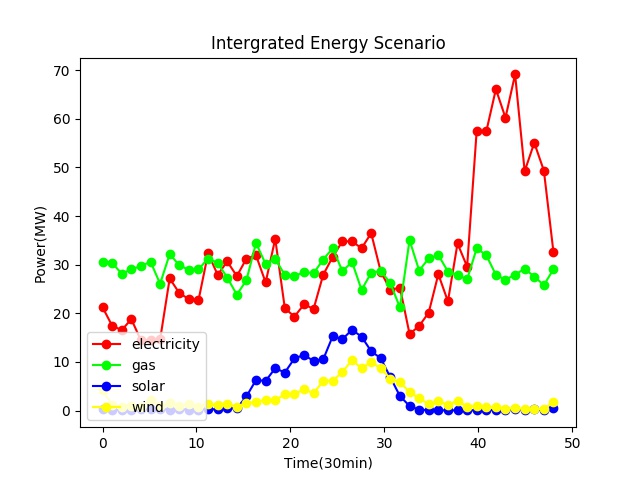 Intergrated Energy Scenario
Power(MW)
70
60
50
40
30
20
10
0
electricity
gas
solar
wind
0 10 20 30 40 50
Time(30min)